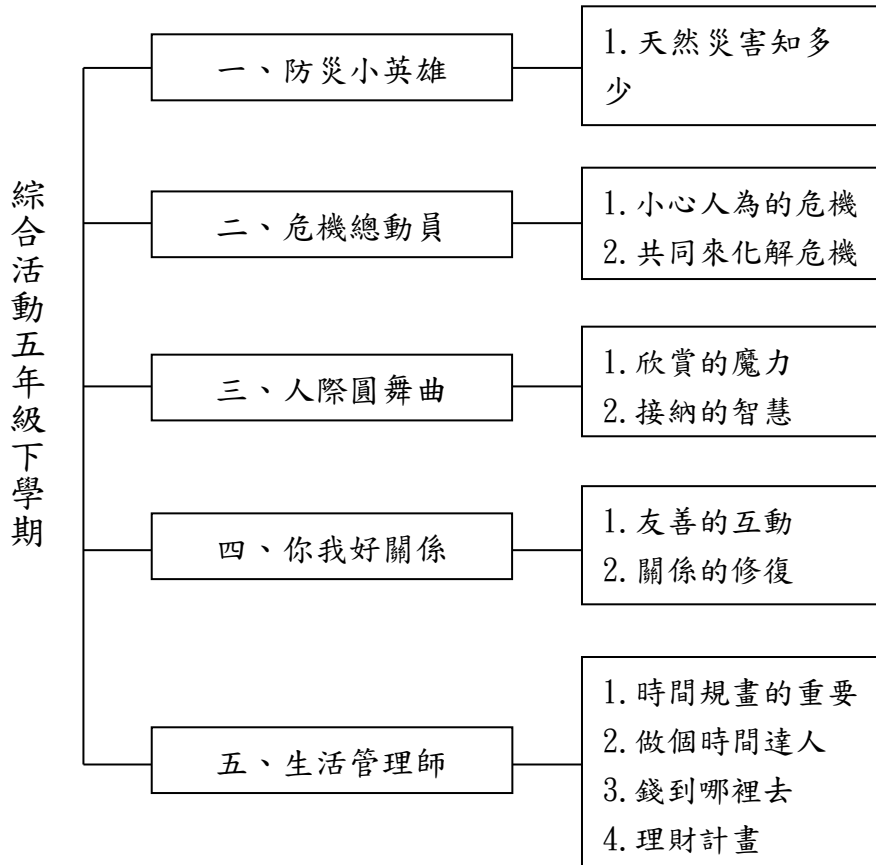 綜合活動五年級下學期
一、防災小英雄
1.天然災害知多
少
二、危機總動員
1.小心人為的危機
2.共同來化解危機
三、人際圓舞曲
1.欣賞的魔力
2.接納的智慧
四、你我好關係
1.友善的互動
2.關係的修復
五、生活管理師
1.時間規畫的重要
2.做個時間達人
3.錢到哪裡去
4.理財計畫